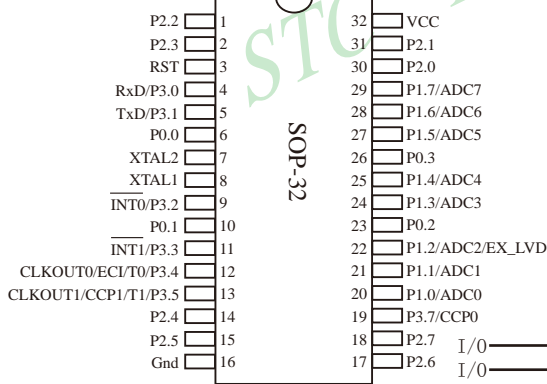 P2.2 1 32 VCC
P2.3 2 31 P2.1
RST 3 30 P2.0
RxD/P3.0 4 29 P1.7/ADC7
TxD/P3.1 5 28 P1.6/ADC6
P0.0 6 27 P1.5/ADC5
XTAL2 7 26 P0.3
XTAL1 8 25 P1.4/ADC4
INT0/P3.2 9 24 P1.3/ADC3
P0.1 10 23 P0.2
INT1/P3.3 11 22 P1.2/ADC2/EX_LVD
CLKOUT0/ECI/T0/P3.4 12 21 P1.1/ADC1
CLKOUT1/CCP1/T1/P3.5 13 20 P1.0/ADC0
P2.4 14 19 P3.7/CCP0
P2.5 15 18 P2.7 I/0
Gnd 16 17 P2.6 I/0
SOP-32
STC